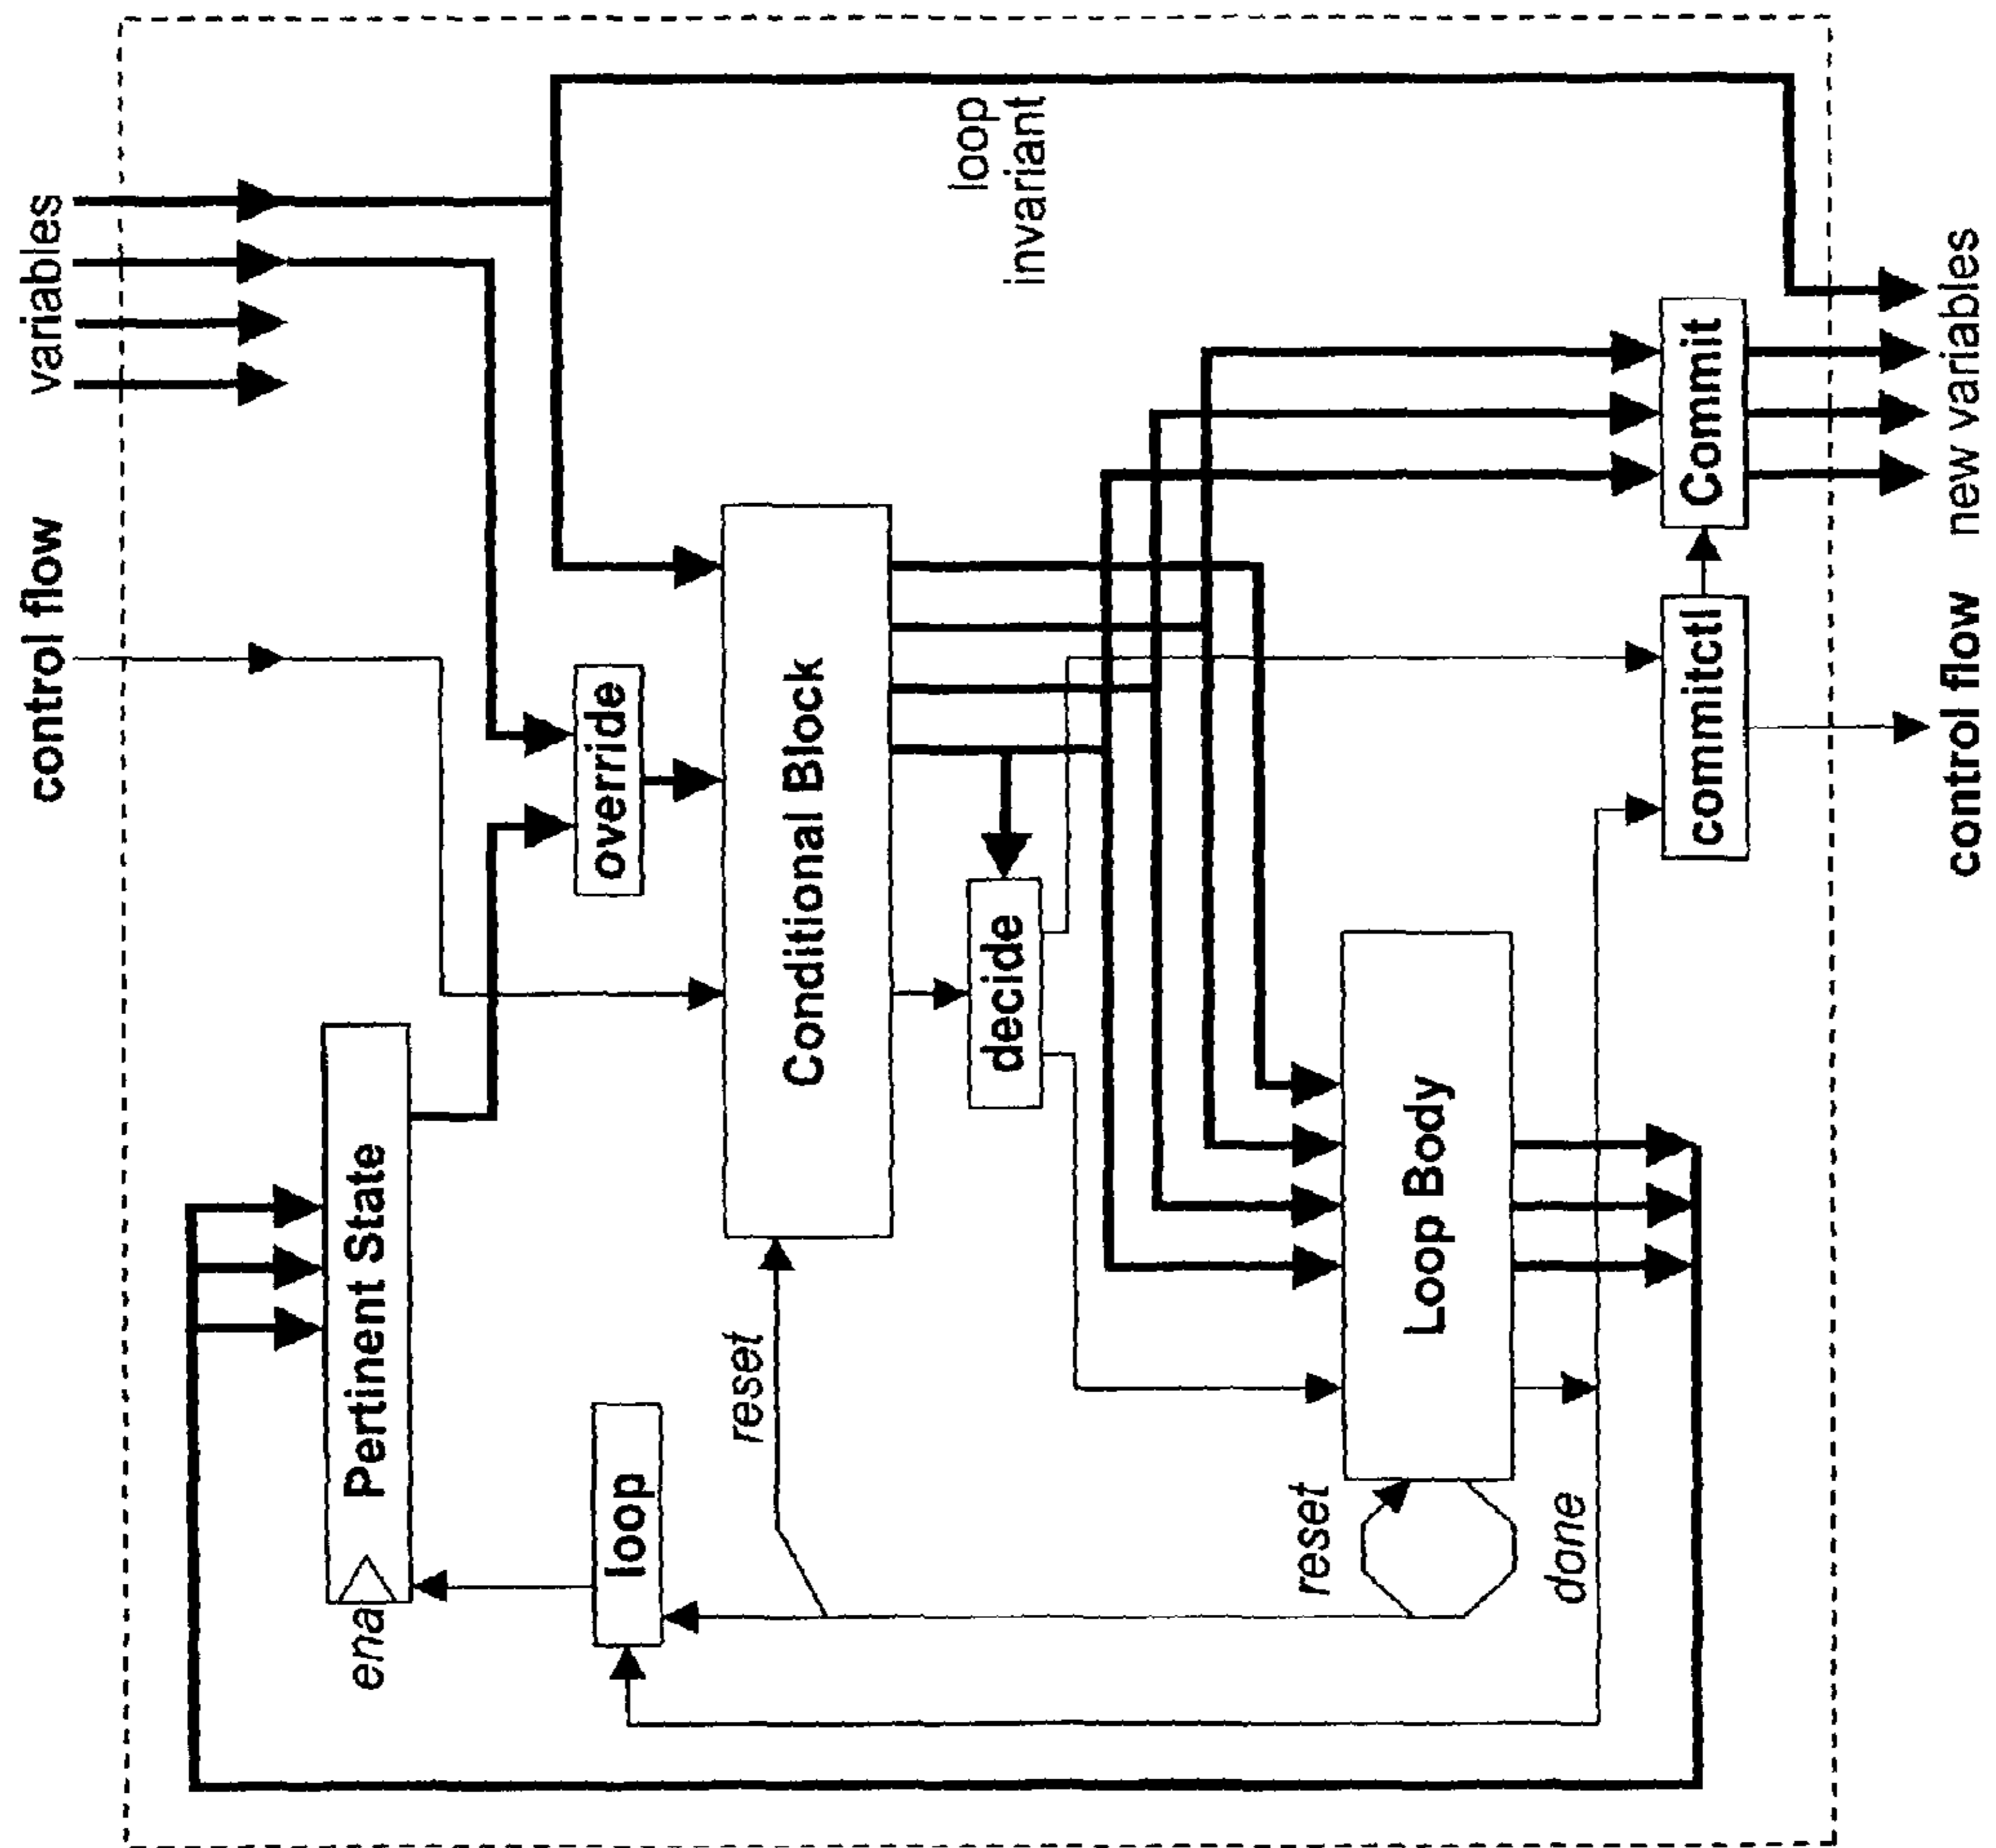 control flow
variables
ena
Pertinent State
override
loop
reset
Conditional Block
decide
loop
invariant
reset
Loop Body
done
commitctl
Commit
control flow
new variables